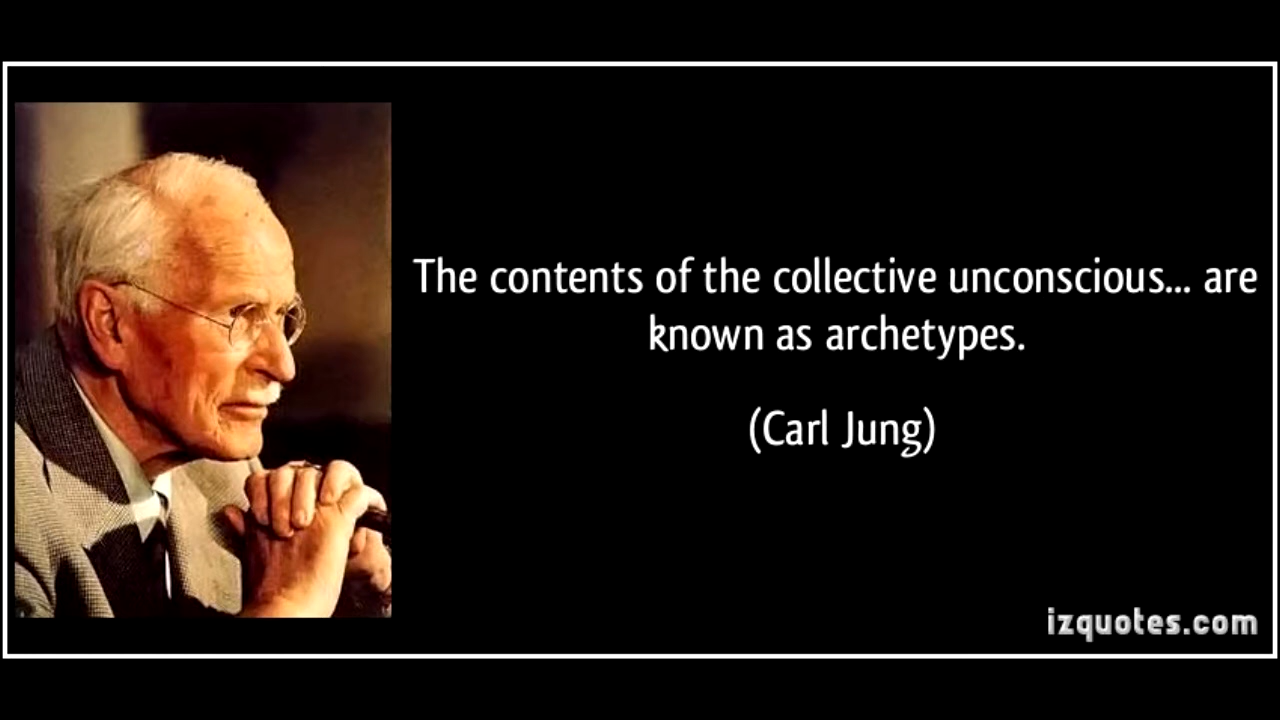 The contents of the collective unconscious... are
known as archetypes.
(Carl Jung)
izquotes.com